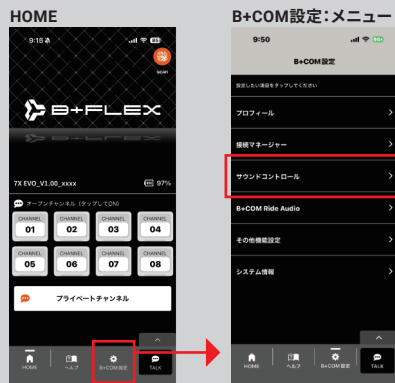 HOME
9:15
SCAN
B+FLEX
7X EVO_V1.00_xxxx
97%
オープンチャンネル (タップしてON)
CHANNEL
01
CHANNEL
02
CHANNEL
03
CHANNEL
04
CHANNEL
05
CHANNEL
06
CHANNEL
07
CHANNEL
08
プライベートチャンネル
HOME
ヘルプ
B+COM設定
TALK
B+COM設定：メニュー
9:50
B+COM設定
設定したい項目をタップしてください
プロフィール
接続マネージャー
サウンドコントロール
B+COM Ride Audio
その他機能設定
システム情報
HOME
ヘルプ
B+COM設定
TALK